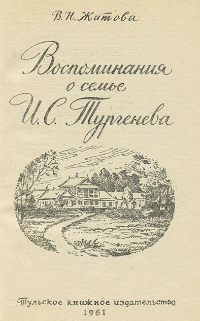 В. Н. Житова
Воспоминания
о семье
И. С. Тургенева
Тульское книжное издательство
1961